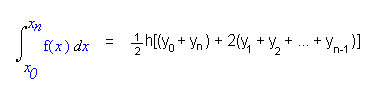 ∫_{x_0}^{x_n} f(x) dx = ½h[(y_0 + y_n) + 2(y_1 + y_2 + ... + y_{n-1})]